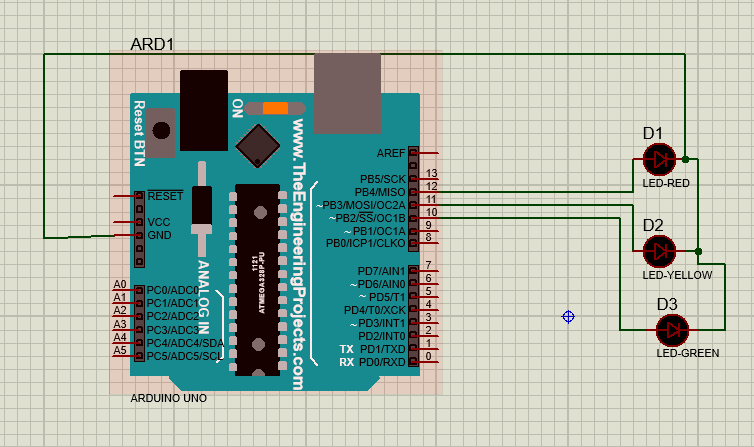 ARD1
Reset BTN
ON
www.TheEngineeringProjects.com
RESET
VCC
GND
1121
ATMEGA328P-PU
ANALOG IN
A0 PC0/ADC0
A1 PC1/ADC1
A2 PC2/ADC2
A3 PC3/ADC3
A4 PC4/ADC4/SDA
A5 PC5/ADC5/SCL
AREF
PB5/SCK 13
PB4/MISO 12
~PB3/MOSI/OC2A 11
~PB2/SS/OC1B 10
~PB1/OC1A 9
PB0/ICP1/CLKO 8
PD7/AIN1 7
~PD6/AIN0 6
~PD5/T1 5
PD4/T0/XCK 4
~PD3/INT1 3
PD2/INT0 2
TX PD1/TXD 1
RX PD0/RXD 0
ARDUINO UNO
D1
LED-RED
D2
LED-YELLOW
D3
LED-GREEN